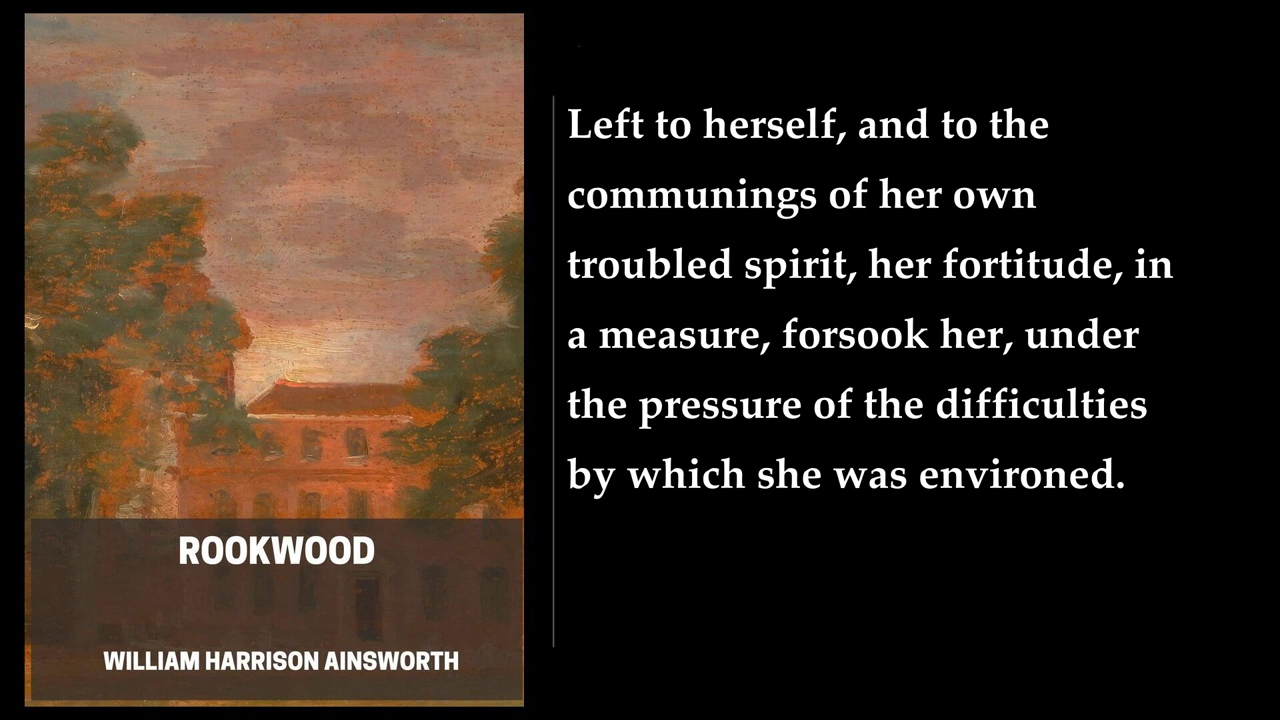 ROOKWOOD
WILLIAM HARRISON AINSWORTH
Left to herself, and to the
communings of her own
troubled spirit, her fortitude, in
a measure, forsook her, under
the pressure of the difficulties
by which she was environed.